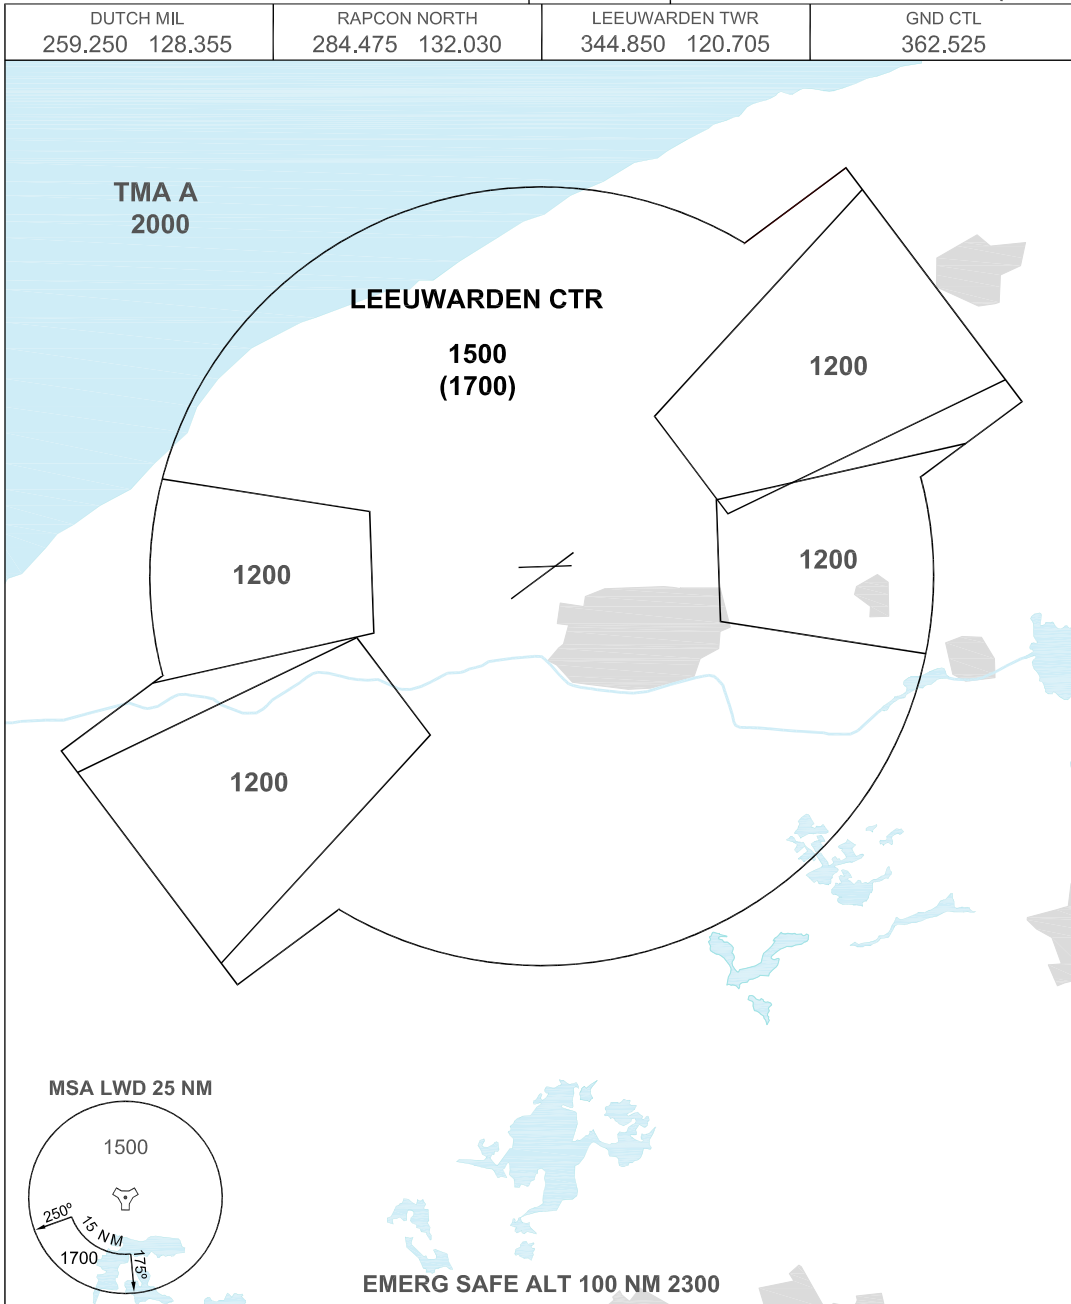 DUTCH MIL
259.250 128.355
RAPCON NORTH
284.475 132.030
LEEUWARDEN TWR
344.850 120.705
GND CTL
362.525
TMA A
2000
LEEUWARDEN CTR
1500
(1700)
1200
1200
1200
1200
MSA LWD 25 NM
1500
250º
15 NM
1700
175º
EMERG SAFE ALT 100 NM 2300